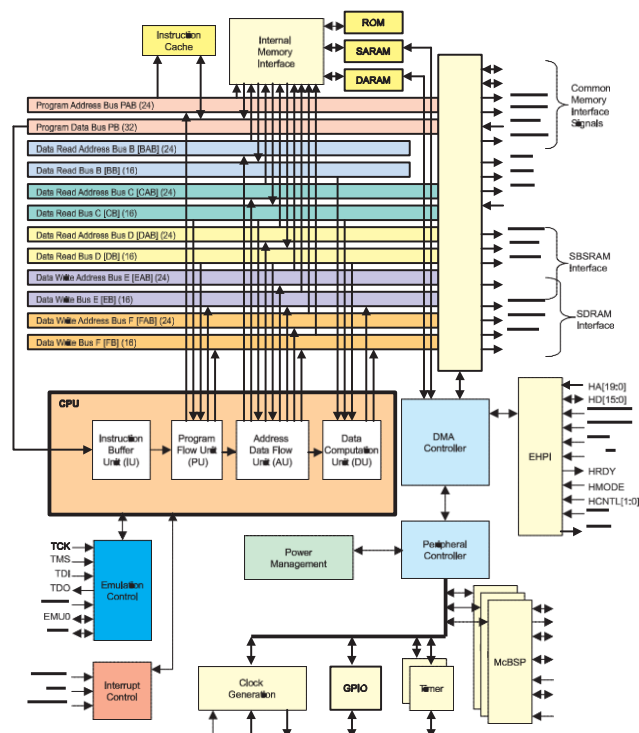 ROM
Instruction
Cache
Internal
Memory
Interface
SARAM
DARAM
Program Address Bus PAB (24)
Program Data Bus PB (32)
Data Read Address Bus B [BAB] (24)
Data Read Bus B [BB] (16)
Data Read Address Bus C [CAB] (24)
Data Read Bus C [CB] (16)
Data Read Address Bus D [DAB] (24)
Data Read Bus D [DB] (16)
Data Write Address Bus E [EAB] (24)
Data Write Bus E [EB] (16)
Data Write Address Bus F [FAB] (24)
Data Write Bus F [FB] (16)
Common
Memory
Interface
Signals
SBSRAM
Interface
SDRAM
Interface
CPU
Instruction
Buffer
Unit (IU)
Program
Flow Unit
(PU)
Address
Data Flow
Unit (AU)
Data
Computation
Unit (DU)
DMA
Controller
EHPI
HA[19:0]
HD[15:0]
HRDY
HMODE
HCNTL[1:0]
TCK
TMS
TDI
TDO
EMU0
Emulation
Control
Power
Management
Peripheral
Controller
Interrupt
Control
Clock
Generation
GPIO
Timer
McBSP